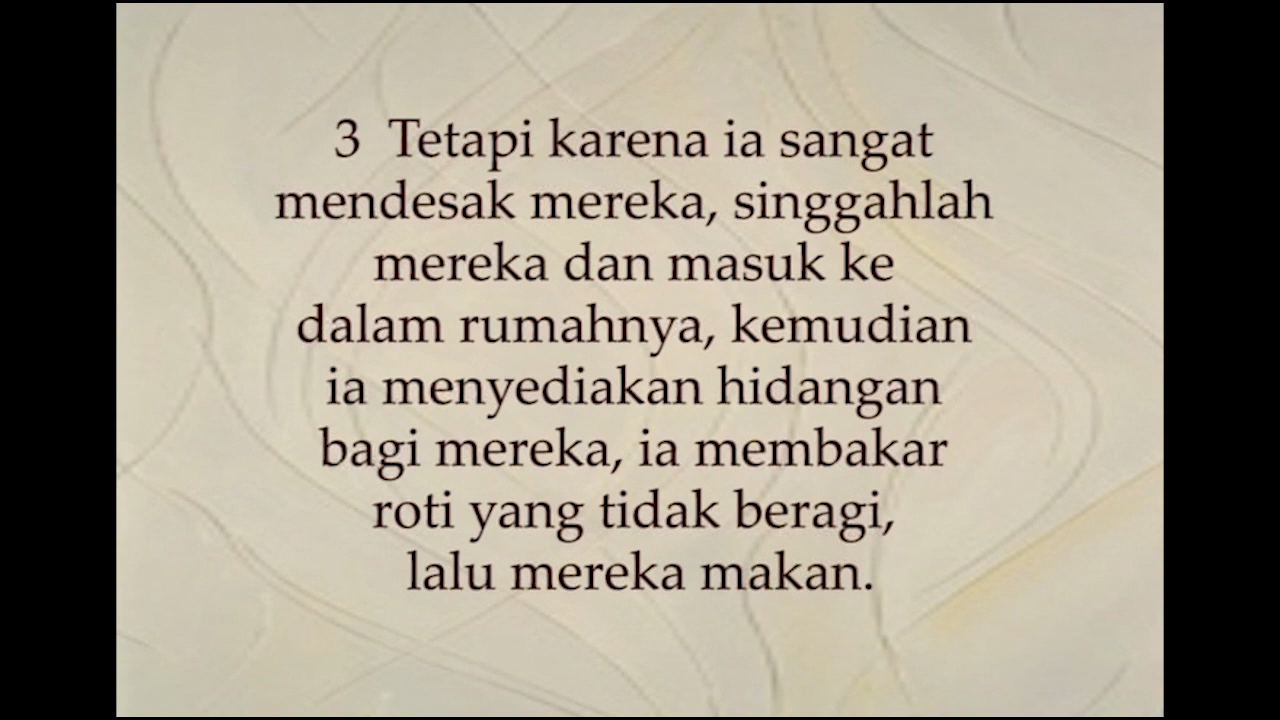 3 Tetapi karena ia sangat
mendesak mereka, singgahlah
mereka dan masuk ke
dalam rumahnya, kemudian
ia menyediakan hidangan
bagi mereka, ia membakar
roti yang tidak beragi,
lalu mereka makan.